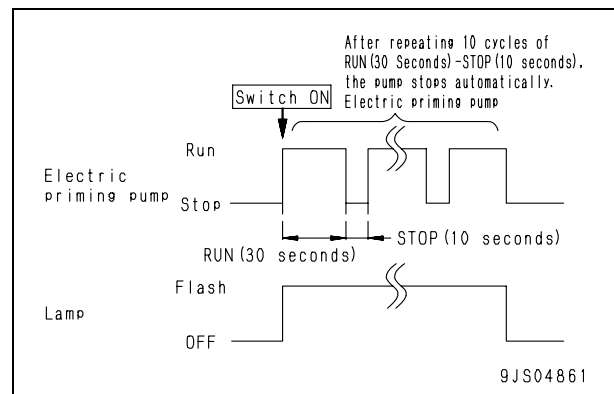 After repeating 10 cycles of
RUN(30 Seconds)-STOP(10 seconds),
the pump stops automatically.
Electric priming pump
Switch ON
Run
Electric
priming pump
Stop
STOP(10 seconds)
RUN(30 seconds)
Flash
Lamp
OFF
9JS04861